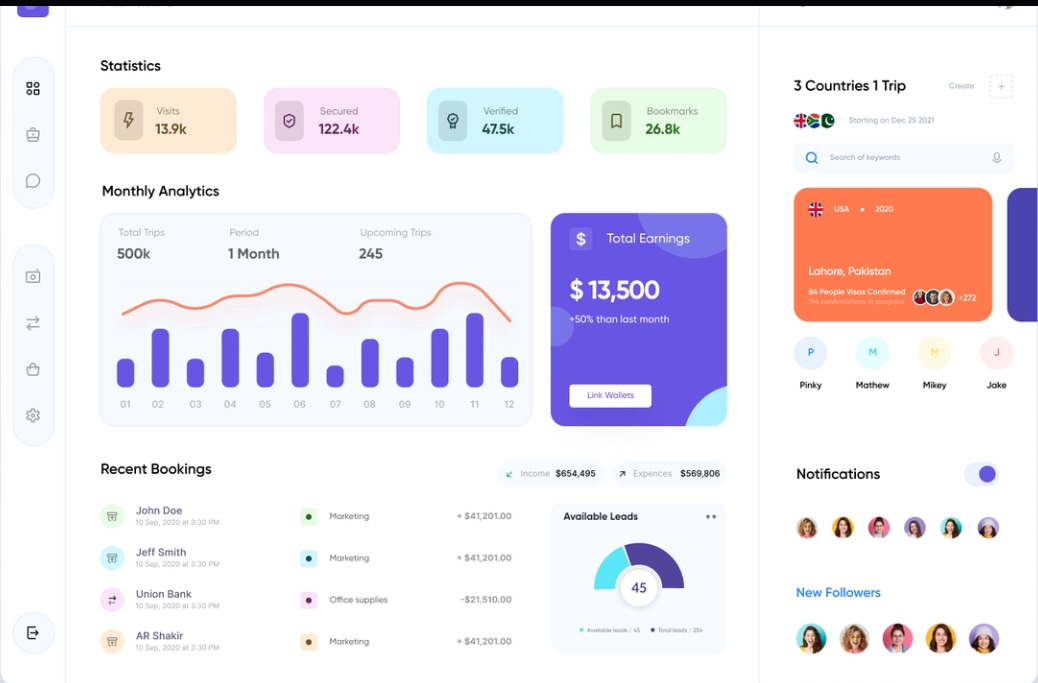 Statistics
Visits
13.9k
Secured
122.4k
Verified
47.5k
Bookmarks
26.8k
Monthly Analytics
Total Trips
500k
Period
1 Month
Upcoming Trips
245
01 02 03 04 05 06 07 08 09 10 11 12
$ Total Earnings
$ 13,500
+50% than last month
Link Wallets
Recent Bookings
Income $654,495
Expences $569,806
John Doe
10 Sep, 2020 at 3:30 PM
Marketing
+ $41,201.00
Jeff Smith
10 Sep, 2020 at 3:30 PM
Marketing
+ $41,201.00
Union Bank
10 Sep, 2020 at 3:30 PM
Office supplies
-$21,510.00
AR Shakir
10 Sep, 2020 at 3:30 PM
Marketing
+ $41,201.00
Available Leads
45
Available leads / 45
Total leads / 254
3 Countries 1 Trip
Create +
Starting on Dec 25 2021
Search of keywords
USA • 2020
Lahore, Pakistan
84 People Visas Confirmed
194 confirmations in progress
+272
P
Pinky
M
Mathew
M
Mikey
J
Jake
Notifications
New Followers